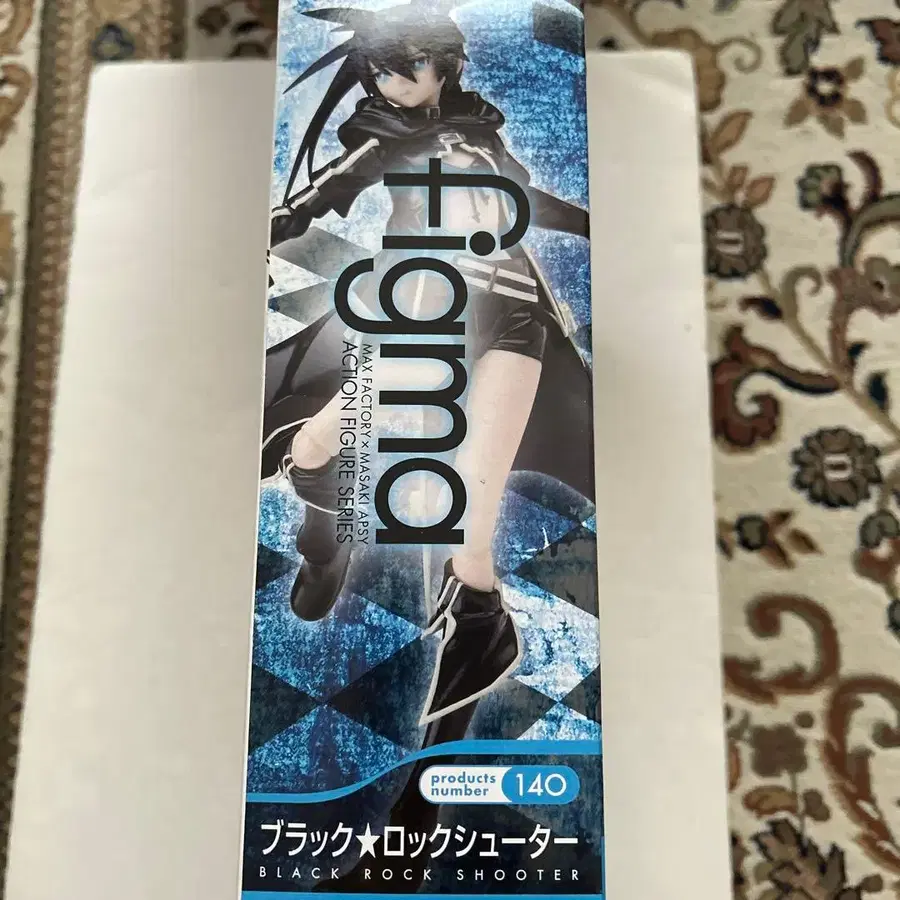 figma
MAX FACTORY × MASAKI APSY
ACTION FIGURE SERIES
products
number
140
ブラック★ロックシューター
BLACK ROCK SHOOTER